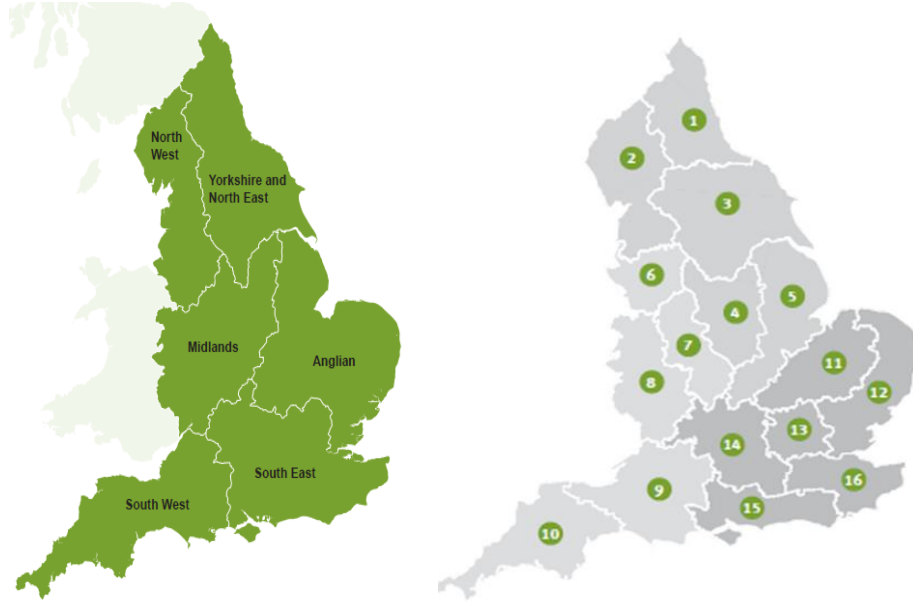 North
West
Yorkshire and
North East
Midlands
Anglian
South East
South West
1
2
3
6
5
4
7
11
8
12
13
14
16
9
15
10